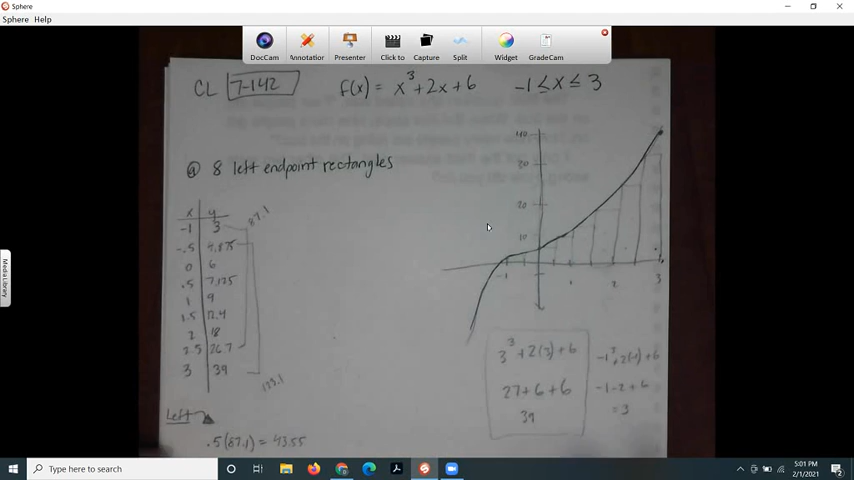 Sphere
Sphere Help
DocCam
Annotation
Presenter
Click to
Capture
Split
Widget
GradeCam
Media Library
CL 7-142 f(x) = x³+2x+6 -1≤x≤3
ⓐ 8 left endpoint rectangles
x y
-1 3
-.5 4.875
0 6
.5 7.125
1 9
1.5 12.4
2 18
2.5 26.7
3 39
87.1
123.1
Left
.5(87.1) = 43.55
40
30
20
10
-1 1 2 3
3³+2(3)+6
27+6+6
39
-1³+2(-1)+6
-1-2+6
=3
Type here to search
5:01 PM
2/1/2021
2